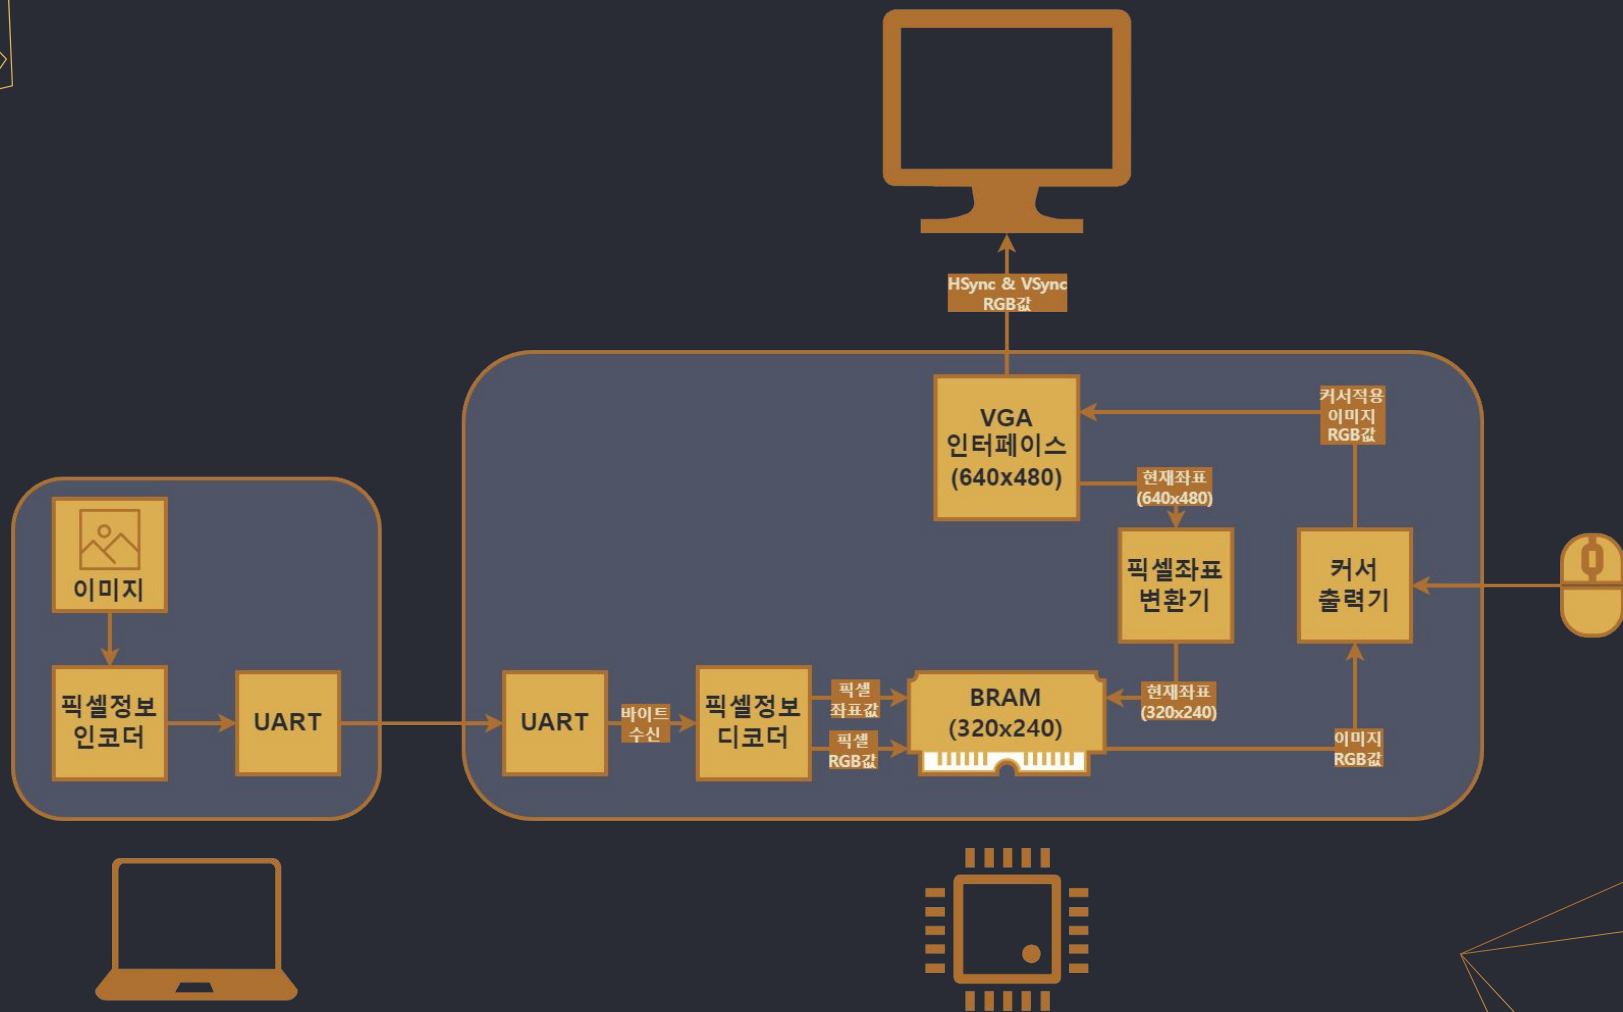 HSync & VSync
RGB값
VGA
인터페이스
(640x480)
커서적용
이미지
RGB값
현재좌표
(640x480)
이미지
픽셀좌표
변환기
커서
출력기
픽셀정보
인코더
UART
UART
바이트
수신
픽셀정보
디코더
픽셀
좌표값
픽셀
RGB값
BRAM
(320x240)
현재좌표
(320x240)
이미지
RGB값